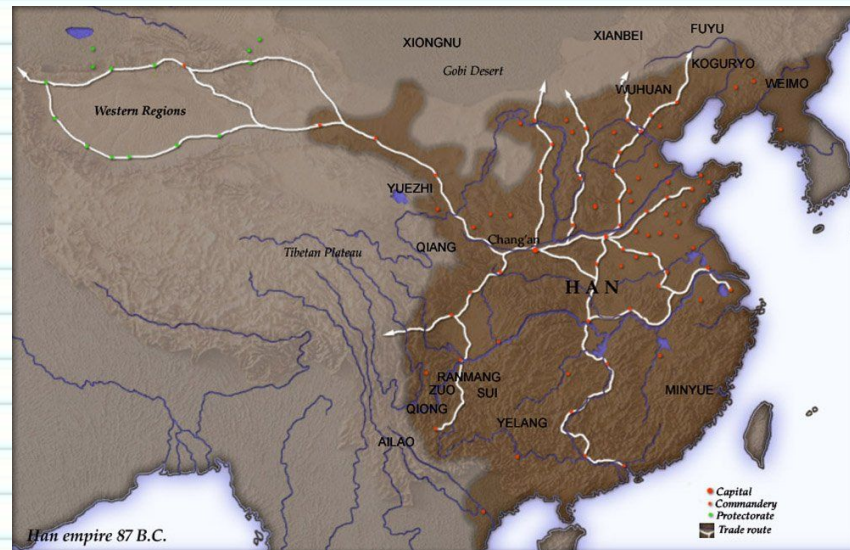 XIONGNU
XIANBEI
FUYU
Gobi Desert
KOGURYO
WUHUAN
WEIMO
Western Regions
YUEZHI
Chang'an
QIANG
Tibetan Plateau
HAN
RANMANG
ZUO
SUI
QIONG
MINYUE
YELANG
AILAO
Capital
Commandery
Protectorate
Trade route
Han empire 87 B.C.